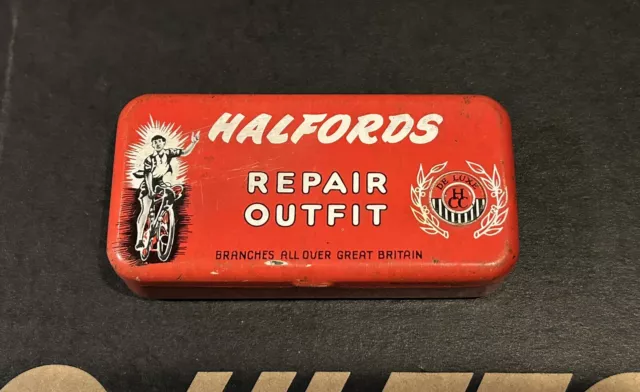 HALFORDS
REPAIR
OUTFIT
DE LUXE
HCC
BRANCHES ALL OVER GREAT BRITAIN